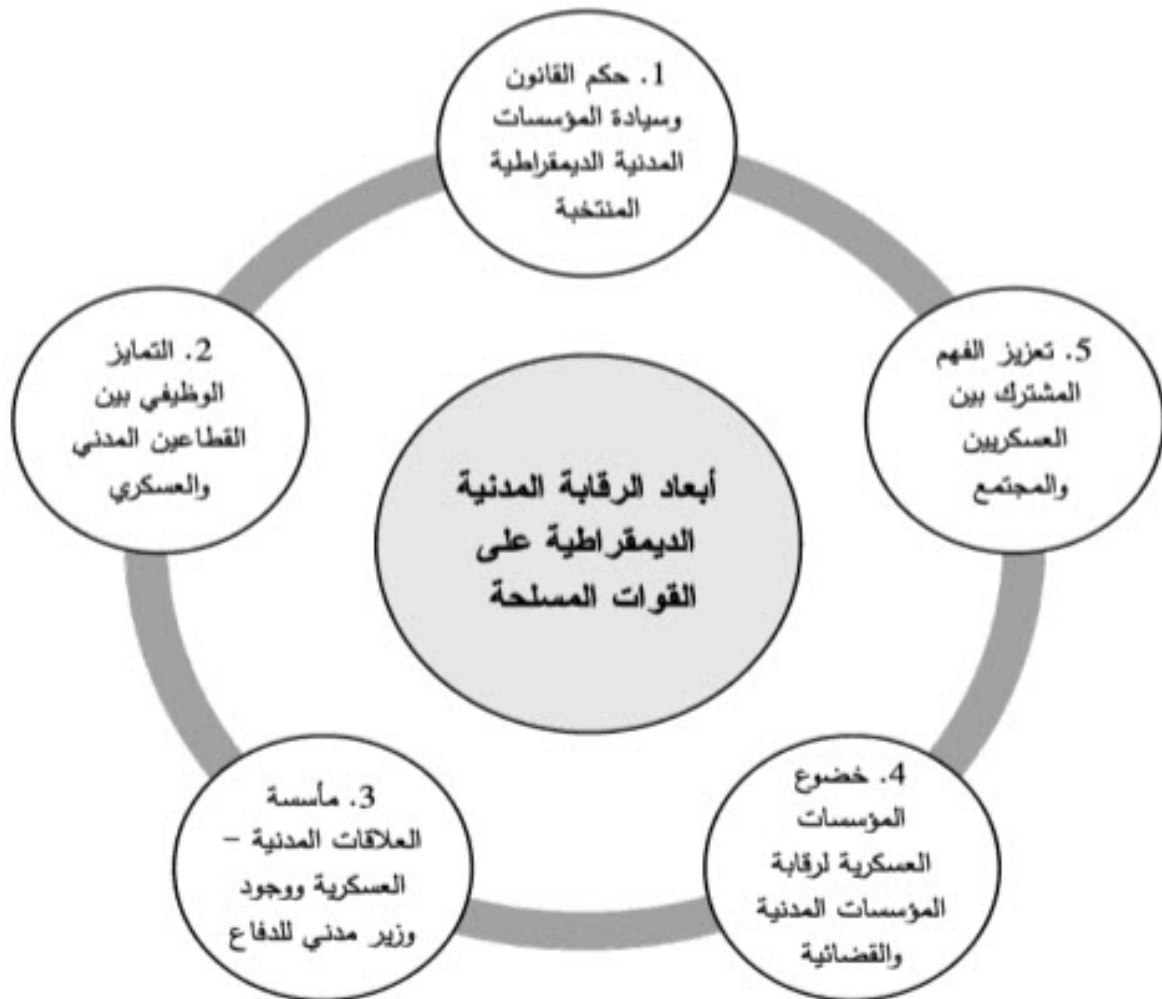 1. حكم القانون
وسيادة المؤسسات
المدنية الديمقراطية
المنتخبة
2. التمايز
الوظيفي بين
القطاعين المدني
والعسكري
3. مأسسة
العلاقات المدنية –
العسكرية ووجود
وزير مدني للدفاع
4. خضوع
المؤسسات
العسكرية لرقابة
المؤسسات المدنية
والقضائية
5. تعزيز الفهم
المشترك بين
العسكريين
والمجتمع
أبعاد الرقابة المدنية
الديمقراطية على
القوات المسلحة